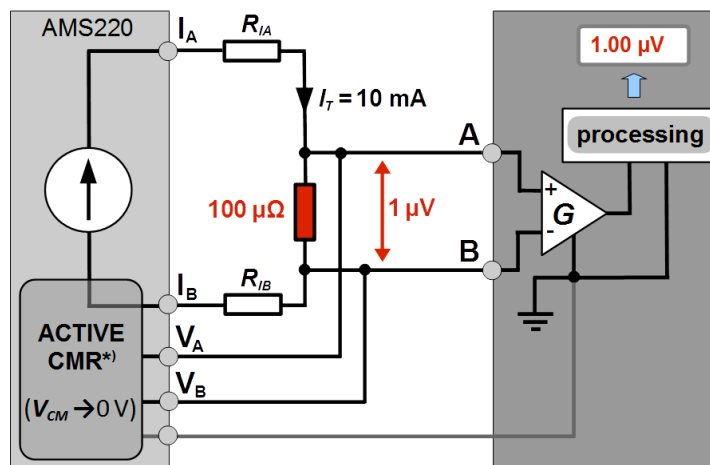 AMS220
I_A
R_IA
1.00 µV
I_T = 10 mA
A
processing
100 µΩ
1 µV
+
G
-
B
I_B
R_IB
ACTIVE
CMR*)
V_A
V_B
(V_CM →0 V)